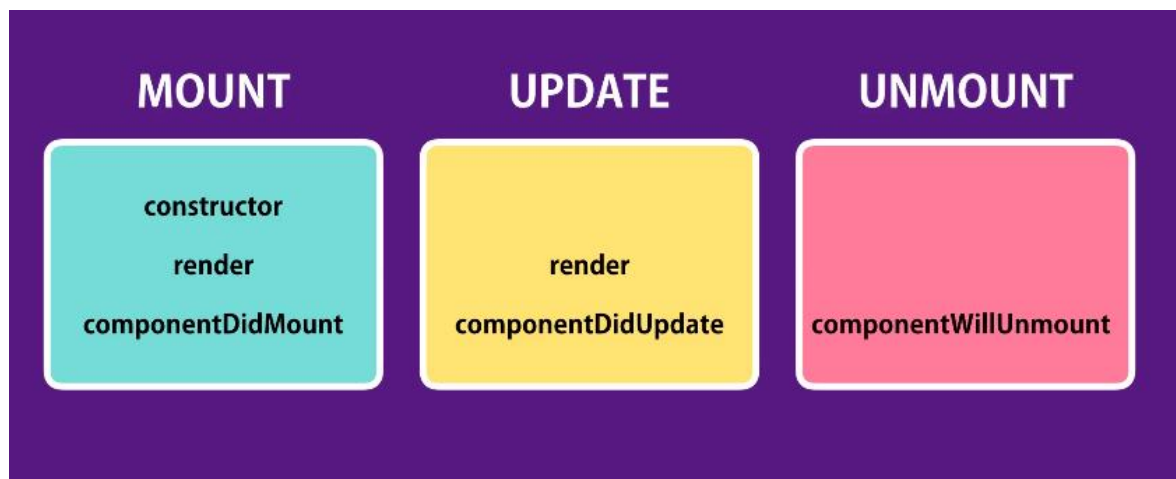 MOUNT
constructor
render
componentDidMount
UPDATE
render
componentDidUpdate
UNMOUNT
componentWillUnmount